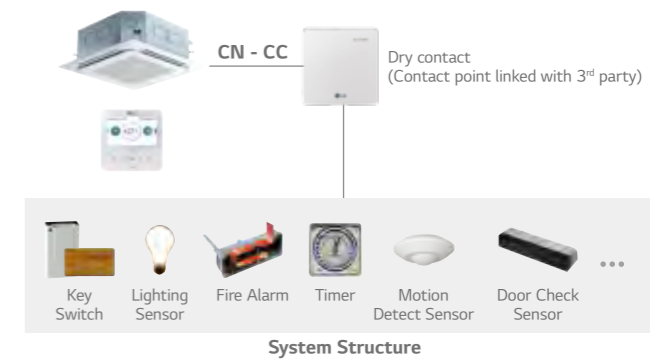 CN - CC
Dry contact
(Contact point linked with 3rd party)
LG
Key
Switch
Lighting
Sensor
Fire Alarm
Timer
Motion
Detect Sensor
Door Check
Sensor
System Structure